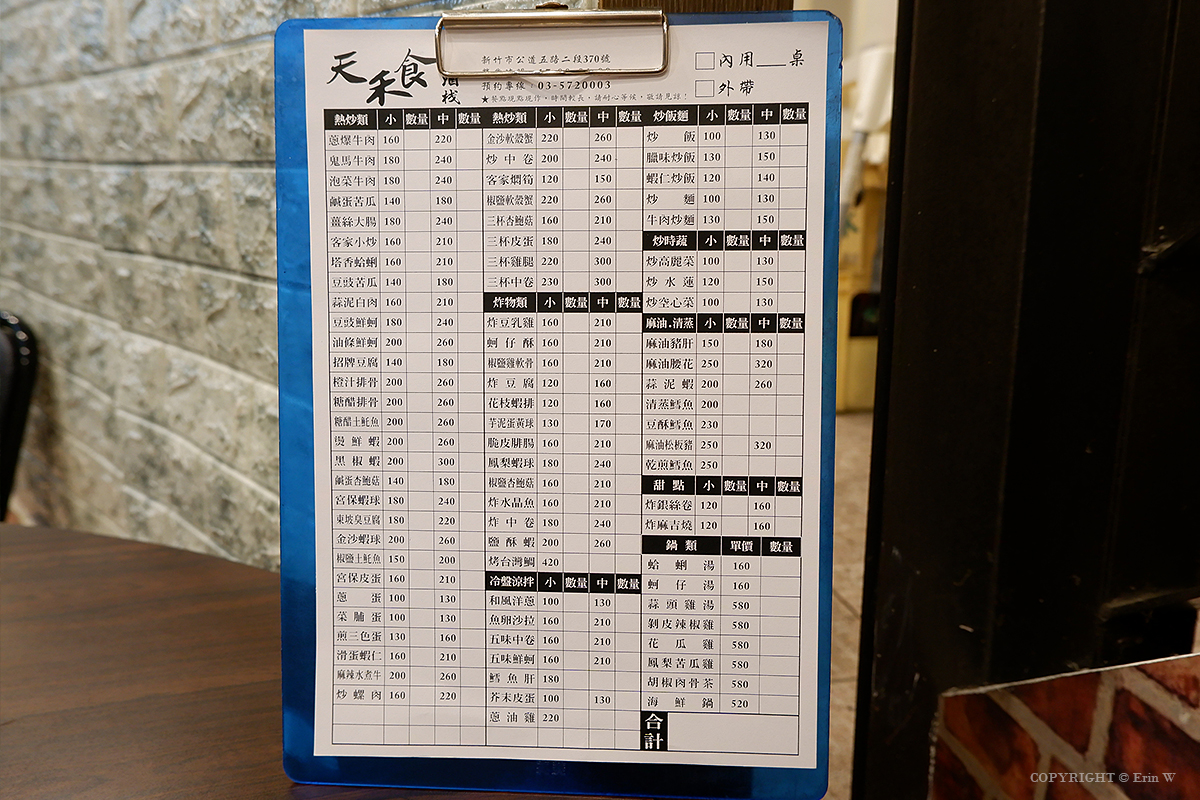 天禾食
酒栈
新竹市公道五路二段370號
預約專線：03-5720003
★餐點現點現作，時間較長，請耐心等候，敬請見諒！
內用 桌
外帶
熱炒類 小 數量 中 數量
蔥爆牛肉 160 220
鬼馬牛肉 180 240
泡菜牛肉 180 240
鹹蛋苦瓜 140 180
薑絲大腸 180 240
客家小炒 160 210
塔香蛤蜊 160 210
豆豉苦瓜 140 180
蒜泥白肉 160 210
豆豉鮮蚵 180 240
油條鮮蚵 200 260
招牌豆腐 140 180
橙汁排骨 200 260
糖醋排骨 200 260
糖醋土魠魚 200 260
燙鮮蝦 200 260
黑椒蝦 200 300
鹹蛋杏鮑菇 140 180
宮保蝦球 180 240
東坡臭豆腐 180 220
金沙蝦球 200 260
椒鹽土魠魚 150 200
宮保皮蛋 160 210
蔥蛋 100 130
菜脯蛋 100 130
煎三色蛋 130 160
滑蛋蝦仁 160 210
麻辣水煮牛 200 260
炒螺肉 160 220
熱炒類 小 數量 中 數量
金沙軟殼蟹 220 260
炒中卷 200 240
客家燜筍 120 150
椒鹽軟殼蟹 220 260
三杯杏鮑菇 160 210
三杯皮蛋 180 240
三杯雞腿 220 300
三杯中卷 230 300
炸物類 小 數量 中 數量
炸豆乳雞 160 210
蚵仔酥 160 210
椒鹽雞軟骨 160 210
炸豆腐 120 160
花枝蝦排 120 160
芋泥蛋黃球 130 170
脆皮腓腸 160 210
鳳梨蝦球 180 240
椒鹽杏鮑菇 160 210
炸水晶魚 160 210
炸中卷 180 240
鹽酥蝦 200 260
烤台灣鯛 420
冷盤涼拌 小 數量 中 數量
和風洋蔥 100 130
魚卵沙拉 160 210
五味中卷 160 210
五味鮮蚵 160 210
鱈魚肝 180
芥末皮蛋 100 130
蔥油雞 220
炒飯麵 小 數量 中 數量
炒飯 100 130
臘味炒飯 130 150
蝦仁炒飯 120 140
炒麵 100 130
牛肉炒麵 130 150
炒時蔬 小 數量 中 數量
炒高麗菜 100 130
炒水蓮 120 150
炒空心菜 100 130
麻油.清蒸 小 數量 中 數量
麻油豬肝 150 180
麻油腰花 250 320
蒜泥蝦 200 260
清蒸鱈魚 200
豆酥鱈魚 230
麻油松板豬 250 320
乾煎鱈魚 250
甜點 小 數量 中 數量
炸銀絲卷 120 160
炸麻吉燒 120 160
鍋類 單價 數量
蛤蜊湯 160
蚵仔湯 160
蒜頭雞湯 580
剝皮辣椒雞 580
花瓜雞 580
鳳梨苦瓜雞 580
胡椒肉骨茶 580
海鮮鍋 520
合計
COPYRIGHT © Erin W